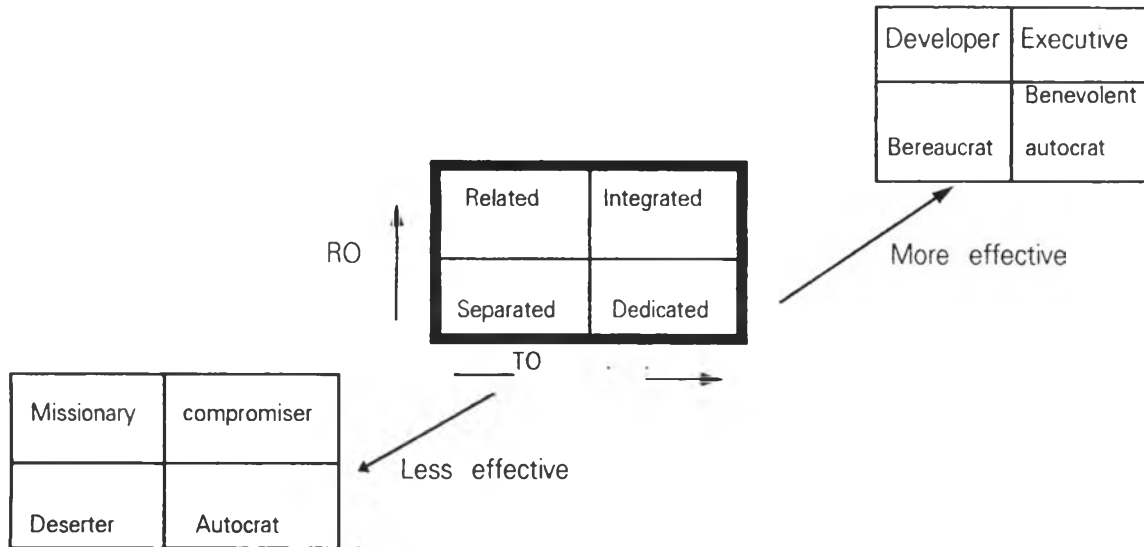 Developer Executive
Benevolent
Bereaucrat autocrat
Related Integrated
RO
More effective
Separated Dedicated
TO
Missionary compromiser
Less effective
Deserter Autocrat